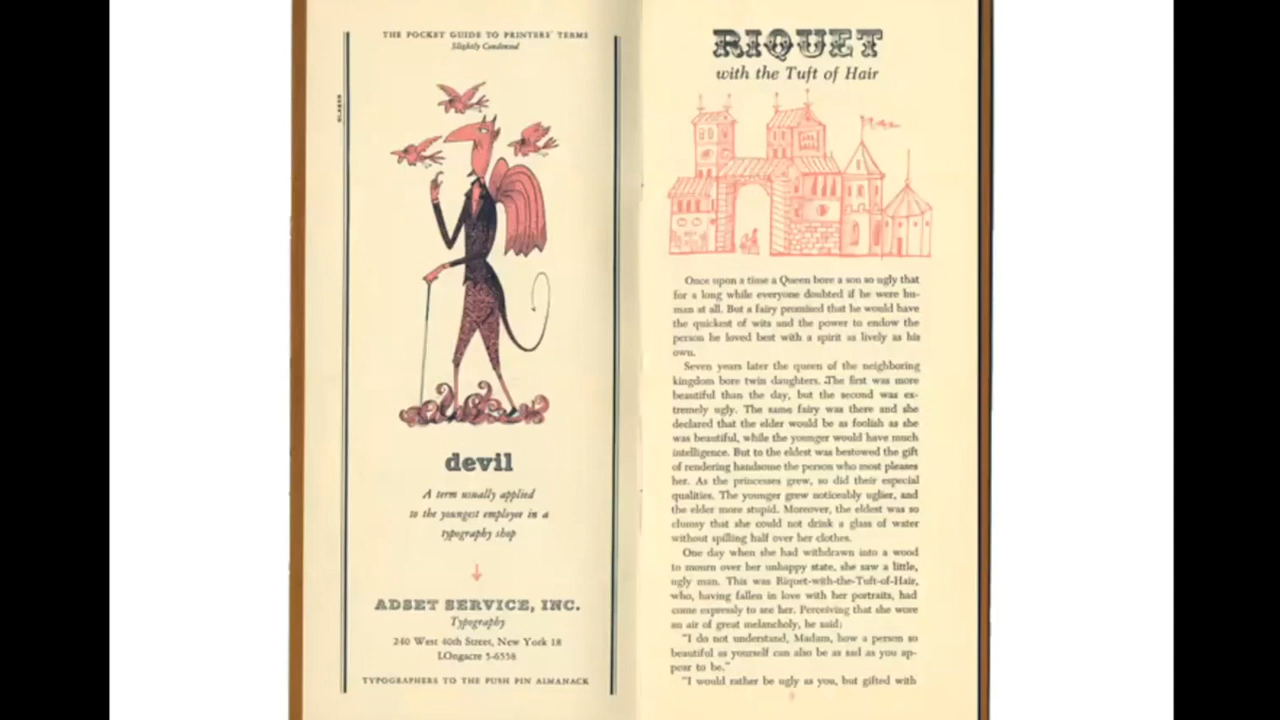 THE POCKET GUIDE TO PRINTERS' TERMS
Slightly Condensed
devil
A term usually applied
to the youngest employee in a
typography shop
ADSET SERVICE, INC.
Typography
240 West 40th Street, New York 18
LOngacre 5-6558
TYPOGRAPHERS TO THE PUSH PIN ALMANACK
RIQUET
with the Tuft of Hair
Once upon a time a Queen bore a son so ugly that
for a long while everyone doubted if he were hu-
man at all. But a fairy promised that he would have
the quickest of wits and the power to endow the
person he loved best with a spirit as lively as his
own.
Seven years later the queen of the neighboring
kingdom bore twin daughters. The first was more
beautiful than the day, but the second was ex-
tremely ugly. The same fairy was there and she
declared that the elder would be as foolish as she
was beautiful, while the younger would have much
intelligence. But to the eldest was bestowed the gift
of rendering handsome the person who most pleases
her. As the princesses grew, so did their especial
qualities. The younger grew noticeably uglier, and
the elder more stupid. Moreover, the eldest was so
clumsy that she could not drink a glass of water
without spilling half over her clothes.
One day when she had withdrawn into a wood
to mourn over her unhappy state, she saw a little,
ugly man. This was Riquet-with-the-Tuft-of-Hair,
who, having fallen in love with her portraits, had
come expressly to see her. Perceiving that she wore
an air of great melancholy, he said:
"I do not understand, Madam, how a person so
beautiful as yourself can also be as sad as you ap-
pear to be."
"I would rather be ugly as you, but gifted with